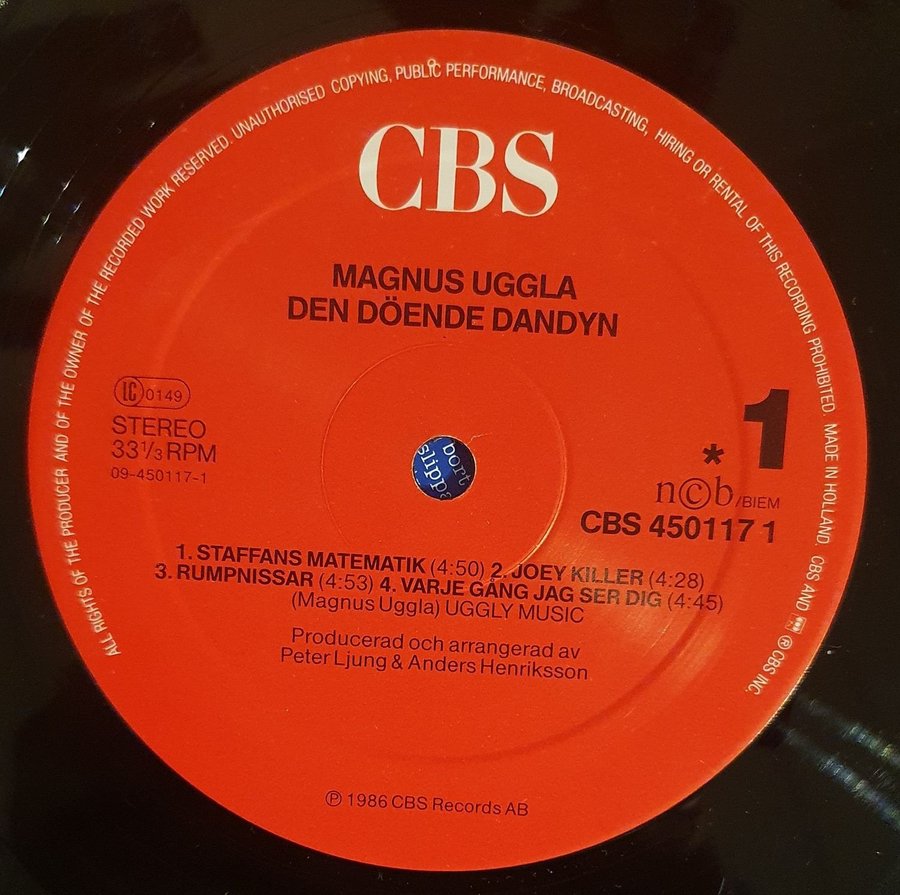 ALL RIGHTS OF THE PRODUCER AND OF THE OWNER OF THE RECORDED WORK RESERVED. UNAUTHORISED COPYING, PUBLIC PERFORMANCE, BROADCASTING, HIRING OR RENTAL OF THIS RECORDING PROHIBITED. MADE IN HOLLAND. CBS AND ® CBS INC.
CBS
MAGNUS UGGLA
DEN DÖENDE DANDYN
LC 0149
STEREO
33⅓ RPM
09-450117-1
1
*
n©b/BIEM
CBS 450117 1
bort
slippa
1. STAFFANS MATEMATIK (4:50) 2. JOEY KILLER (4:28)
3. RUMPNISSAR (4:53) 4. VARJE GÅNG JAG SER DIG (4:45)
(Magnus Uggla) UGGLY MUSIC
Producerad och arrangerad av
Peter Ljung & Anders Henriksson
℗ 1986 CBS Records AB